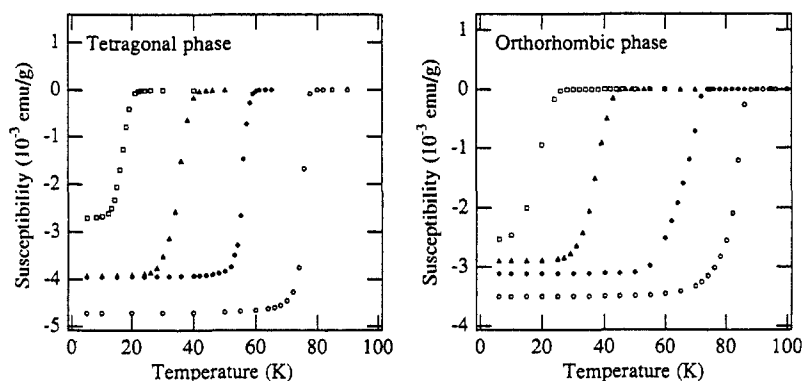 Tetragonal phase
Susceptibility (10⁻³ emu/g)
1
0
-1
-2
-3
-4
-5
0 20 40 60 80 100
Temperature (K)
Orthorhombic phase
Susceptibility (10⁻³ emu/g)
1
0
-1
-2
-3
-4
0 20 40 60 80 100
Temperature (K)